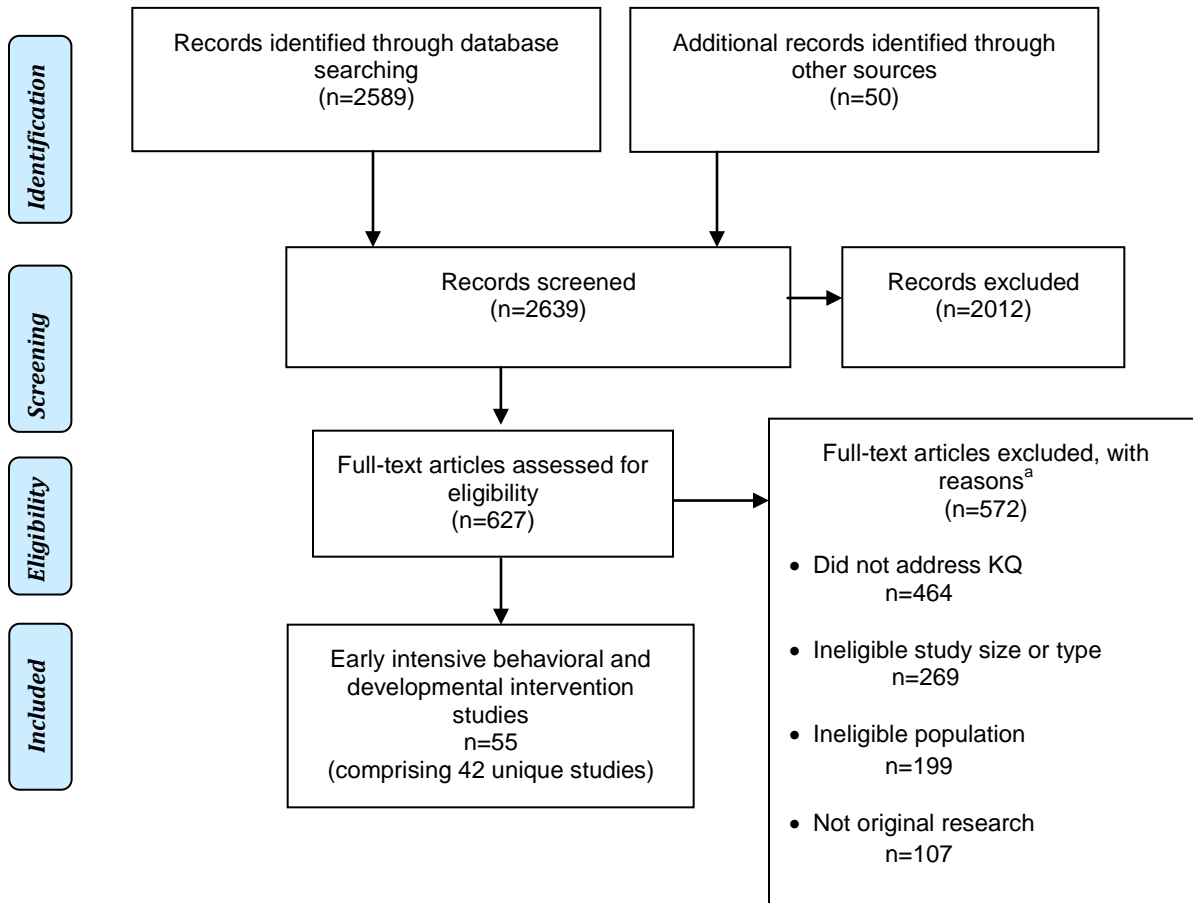 Identification
Records identified through database
searching
(n=2589)
Additional records identified through
other sources
(n=50)
Screening
Records screened
(n=2639)
Records excluded
(n=2012)
Eligibility
Full-text articles assessed for
eligibility
(n=627)
Full-text articles excluded, with
reasonsᵃ
(n=572)
• Did not address KQ
n=464
• Ineligible study size or type
n=269
• Ineligible population
n=199
• Not original research
n=107
Included
Early intensive behavioral and
developmental intervention
studies
n=55
(comprising 42 unique studies)